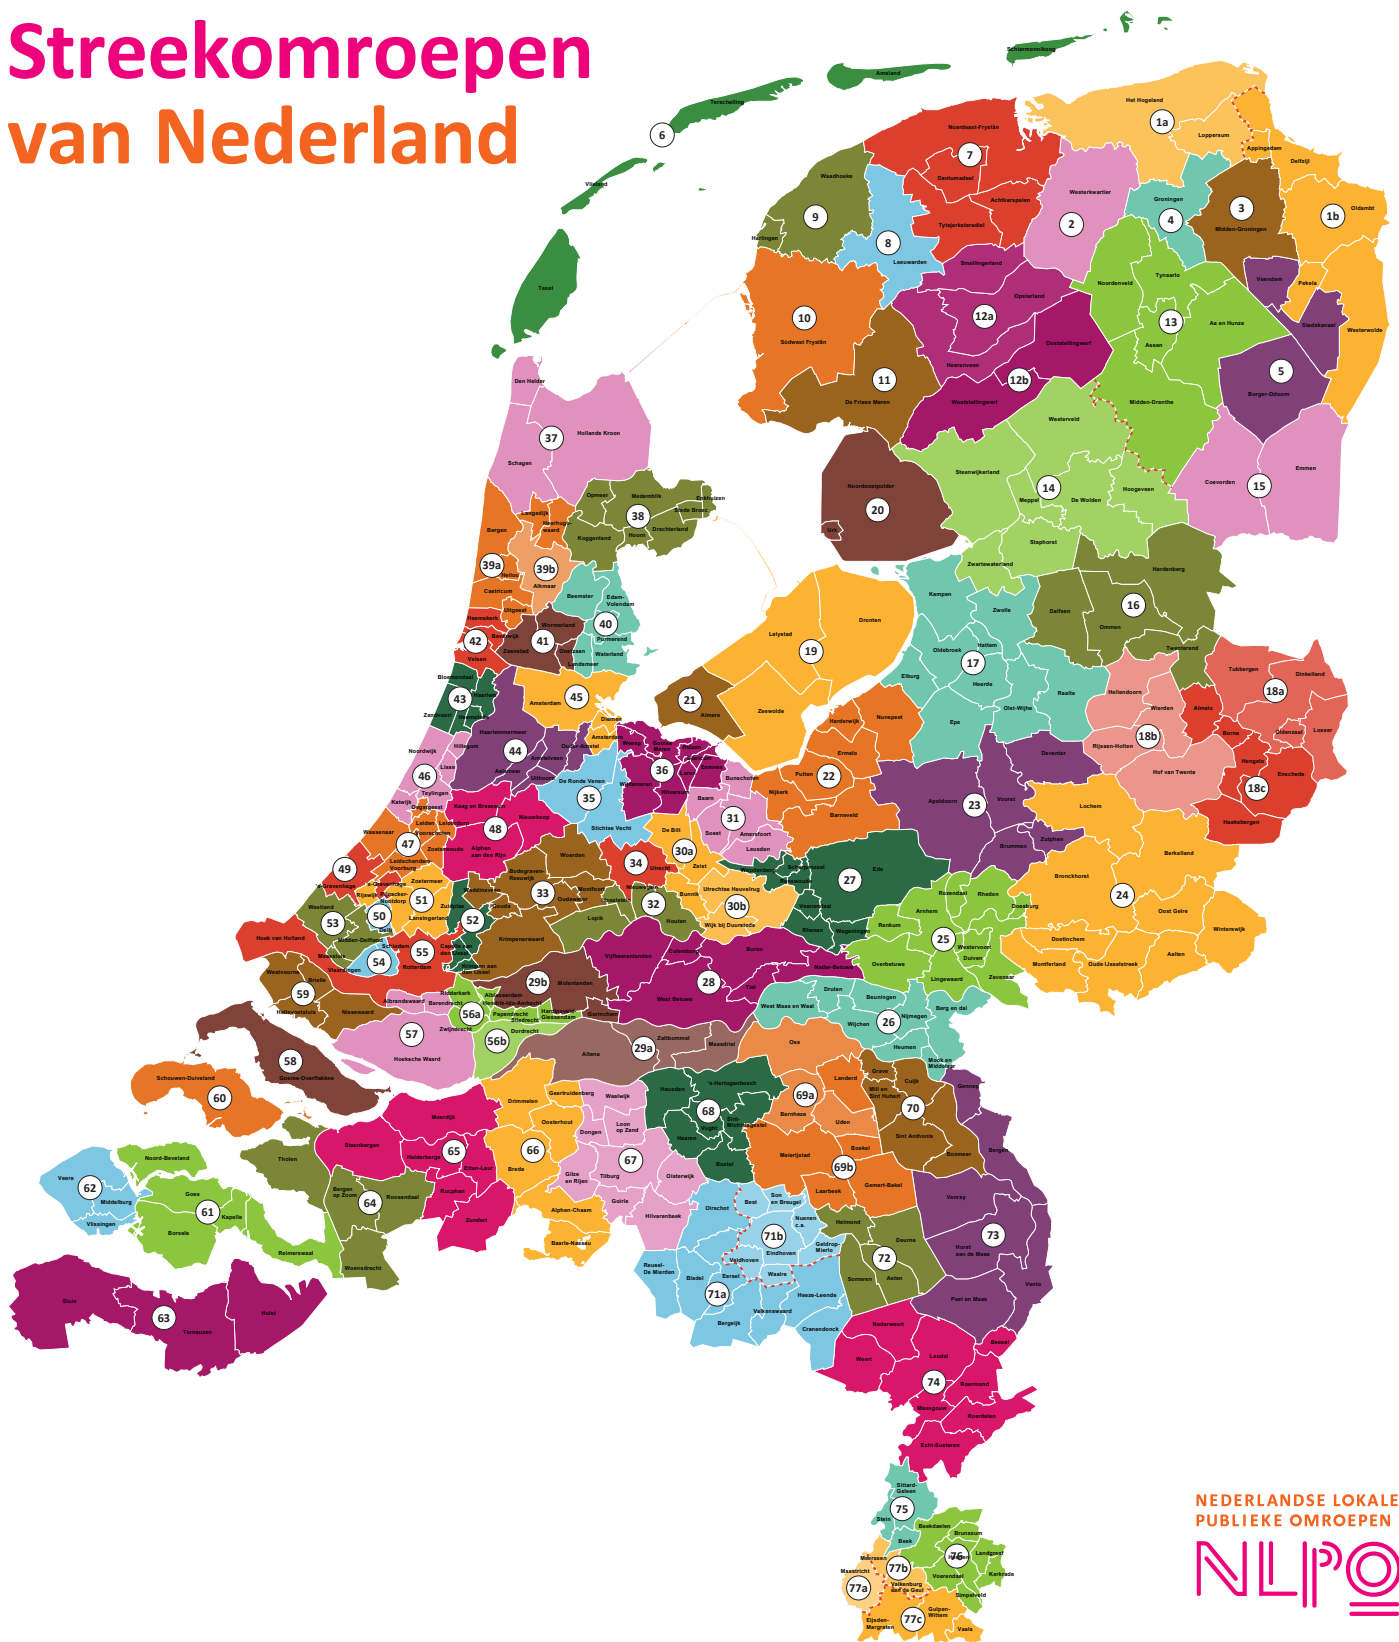 Streekomroepen
van Nederland
Schiermonnikoog
Ameland
Terschelling
6
Vlieland
Texel
Het Hogeland
1a
Loppersum
Appingedam
Delfzijl
Oldambt
1b
Noordoost-Fryslân
7
Dantumadeel
Achtkarspelen
Tytsjerksteradiel
Waadhoeke
9
Harlingen
8
Leeuwarden
Westerkwartier
2
Groningen
4
3
Midden-Groningen
Veendam
Pekela
Stadskanaal
Westerwolde
5
Borger-Odoorn
Smallingerland
Opsterland
12a
Heerenveen
Ooststellingwerf
12b
Weststellingwerf
10
Súdwest Fryslân
11
De Friese Meren
Noordenveld
Tynaarlo
13
Aa en Hunze
Assen
Midden-Drenthe
Westerveld
Steenwijkerland
14
Meppel
De Wolden
Hoogeveen
Staphorst
Zwartewaterland
Coevorden
15
Emmen
Noordoostpolder
20
Urk
Den Helder
37
Hollands Kroon
Schagen
Opmeer
Medemblik
Enkhuizen
Stede Broec
38
Drechterland
Hoorn
Koggenland
Langedijk
Heerhugo-
waard
Bergen
39a
Heiloo
39b
Alkmaar
Castricum
Uitgeest
Beemster
Edam-
Volendam
40
Purmerend
Waterland
Landsmeer
Heemskerk
42
Beverwijk
Velsen
Wormerland
41
Zaanstad
Oostzaan
Bloemendaal
43
Haarlem
Zandvoort
Heemstede
45
Amsterdam
Diemen
Amsterdam
Haarlemmermeer
44
Ouder-Amstel
Amstelveen
Aalsmeer
Uithoorn
Noordwijk
Hillegom
Lisse
46
Teylingen
Katwijk
Oegstgeest
Kampen
Zwolle
Hattem
Oldebroek
17
Heerde
Elburg
Epe
Olst-Wijhe
Raalte
Hardenberg
Dalfsen
16
Ommen
Twenterand
Lelystad
Dronten
19
Zeewolde
21
Almere
Tubbergen
Dinkelland
18a
Oldenzaal
Losser
Hellendoorn
Wierden
18b
Rijssen-Holten
Hof van Twente
Almelo
Borne
Hengelo
Enschede
18c
Haaksbergen
Harderwijk
Nunspeet
Ermelo
Putten
22
Nijkerk
Barneveld
Deventer
Apeldoorn
23
Voorst
Brummen
Zutphen
Lochem
Berkelland
Bronckhorst
24
Oost Gelre
Winterswijk
Doesburg
Doetinchem
Montferland
Oude IJsselstreek
Aalten
Weesp
Gooise
Meren
Huizen
36
Laren
Eemnes
Wijdemeren
Hilversum
De Ronde Venen
35
Stichtse Vecht
Bunschoten
Baarn
31
Soest
Amersfoort
Leusden
De Bilt
30a
Zeist
Bunnik
Utrechtse Heuvelrug
30b
Wijk bij Duurstede
34
Utrecht
Nieuwegein
32
Houten
IJsselstein
Lopik
Woudenberg
Scherpenzeel
Renswoude
27
Ede
Veenendaal
Rhenen
Wageningen
Rozendaal
Rheden
Arnhem
Renkum
25
Westervoort
Duiven
Overbetuwe
Lingewaard
Zevenaar
Kaag en Braassem
48
Nieuwkoop
Alphen
aan den Rijn
Wassenaar
Leiden
Leiderdorp
Voorschoten
47
Zoeterwoude
Leidschendam-
Voorburg
49
's-Gravenhage
's-Gravenhage
Rijswijk
Zoetermeer
Pijnacker-
Nootdorp
51
Lansingerland
50
Delft
Westland
53
Midden-Delfland
Maassluis
54
Vlaardingen
Schiedam
55
Rotterdam
Capelle aan
den IJssel
Krimpen aan
den IJssel
Waddinxveen
Zuidplas
52
Woerden
Bodegraven-
Reeuwijk
33
Montfoort
Oudewater
Gouda
Krimpenerwaard
Hoek van Holland
Westvoorne
Brielle
59
Hellevoetsluis
Nissewaard
Albrandswaard
Ridderkerk
Barendrecht
57
Zwijndrecht
Hoeksche Waard
Alblasserdam
Hendrik-Ido-Ambacht
56a
Papendrecht
Sliedrecht
Hardinxveld-
Giessendam
56b
Dordrecht
29b
Molenlanden
Gorinchem
Vijfheerenlanden
Culemborg
Buren
28
Tiel
Neder-Betuwe
West Betuwe
29a
Altena
Zaltbommel
Maasdriel
West Maas en Waal
Druten
Beuningen
Wijchen
26
Nijmegen
Berg en dal
Heumen
Mook en
Middelaar
58
Goeree-Overflakkee
Schouwen-Duiveland
60
Noord-Beveland
Veere
62
Middelburg
Vlissingen
Goes
61
Kapelle
Borsele
Reimerswaal
Sluis
63
Terneuzen
Hulst
Tholen
Bergen
op Zoom
64
Roosendaal
Woensdrecht
Moerdijk
Steenbergen
Halderberge
65
Etten-Leur
Rucphen
Zundert
Drimmelen
Geertruidenberg
Oosterhout
66
Breda
Alphen-Chaam
Baarle-Nassau
Waalwijk
Loon
op Zand
Dongen
67
Gilze
en Rijen
Tilburg
Oisterwijk
Goirle
Hilvarenbeek
Heusden
's-Hertogenbosch
68
Vught
Sint-
Michielsgestel
Haaren
Boxtel
Oss
69a
Landerd
Bernheze
Uden
Meierijstad
69b
Boekel
Laarbeek
Gemert-Bakel
Grave
Cuijk
Mill en
Sint Hubert
70
Sint Anthonis
Boxmeer
Gennep
Bergen
Venray
73
Horst
aan de Maas
Venlo
Peel en Maas
Oirschot
Best
Son
en Breugel
Nuenen
c.a.
71b
Eindhoven
Geldrop-
Mierlo
Veldhoven
Waalre
Reusel-
De Mierden
Bladel
Eersel
71a
Bergeijk
Valkenswaard
Heeze-Leende
Cranendonck
Helmond
Deurne
72
Someren
Asten
Nederweert
Weert
Leudal
Beesel
74
Roermond
Maasgouw
Roerdalen
Echt-Susteren
Sittard-
Geleen
75
Stein
Beek
Beekdaelen
Brunssum
76
Heerlen
Landgraaf
Kerkrade
Voerendaal
Simpelveld
Meerssen
77b
Maastricht
77a
Valkenburg
aan de Geul
77c
Gulpen-
Wittem
Eijsden-
Margraten
Vaals
NEDERLANDSE LOKALE
PUBLIEKE OMROEPEN
NLPO